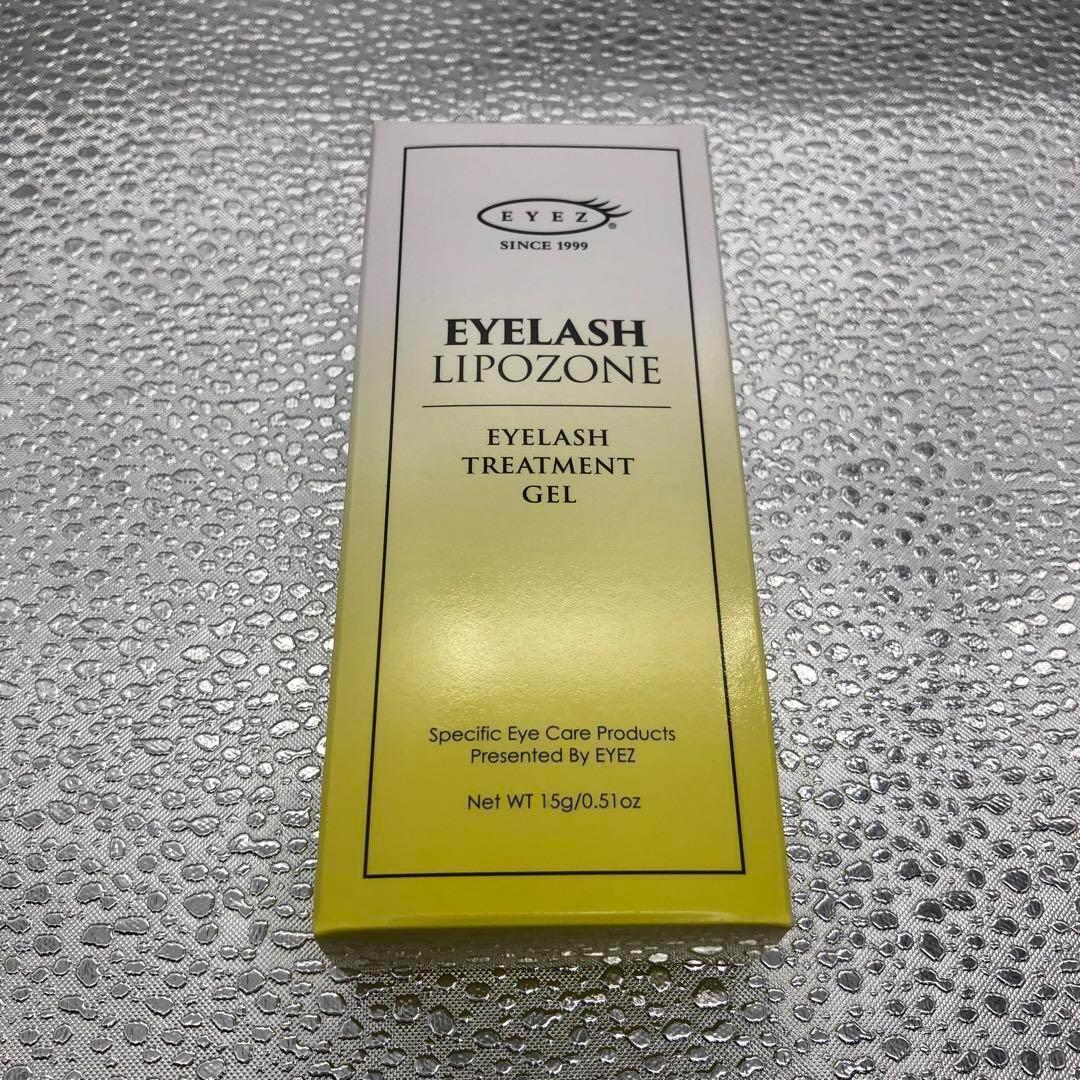 EYEZ®
SINCE 1999
EYELASH
LIPOZONE
EYELASH
TREATMENT
GEL
Specific Eye Care Products
Presented By EYEZ
Net WT 15g/0.51oz